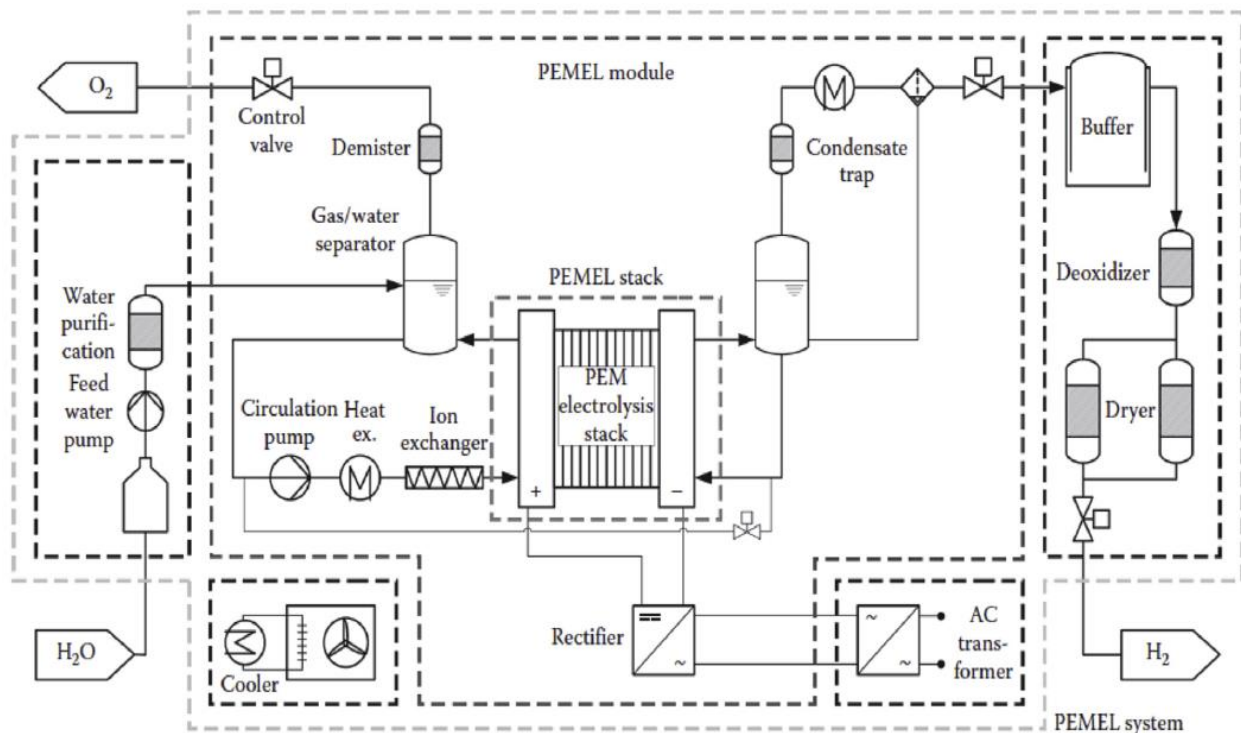 PEMEL module
O₂
Control
valve
Demister
Condensate
trap
Buffer
Gas/water
separator
PEMEL stack
Deoxidizer
Water
purifi-
cation
Feed
water
pump
PEM
electrolysis
stack
Dryer
Circulation
pump
Heat
ex.
Ion
exchanger
M
M
+
−
Rectifier
=
~
~
~
AC
trans-
former
H₂O
M
Cooler
H₂
PEMEL system